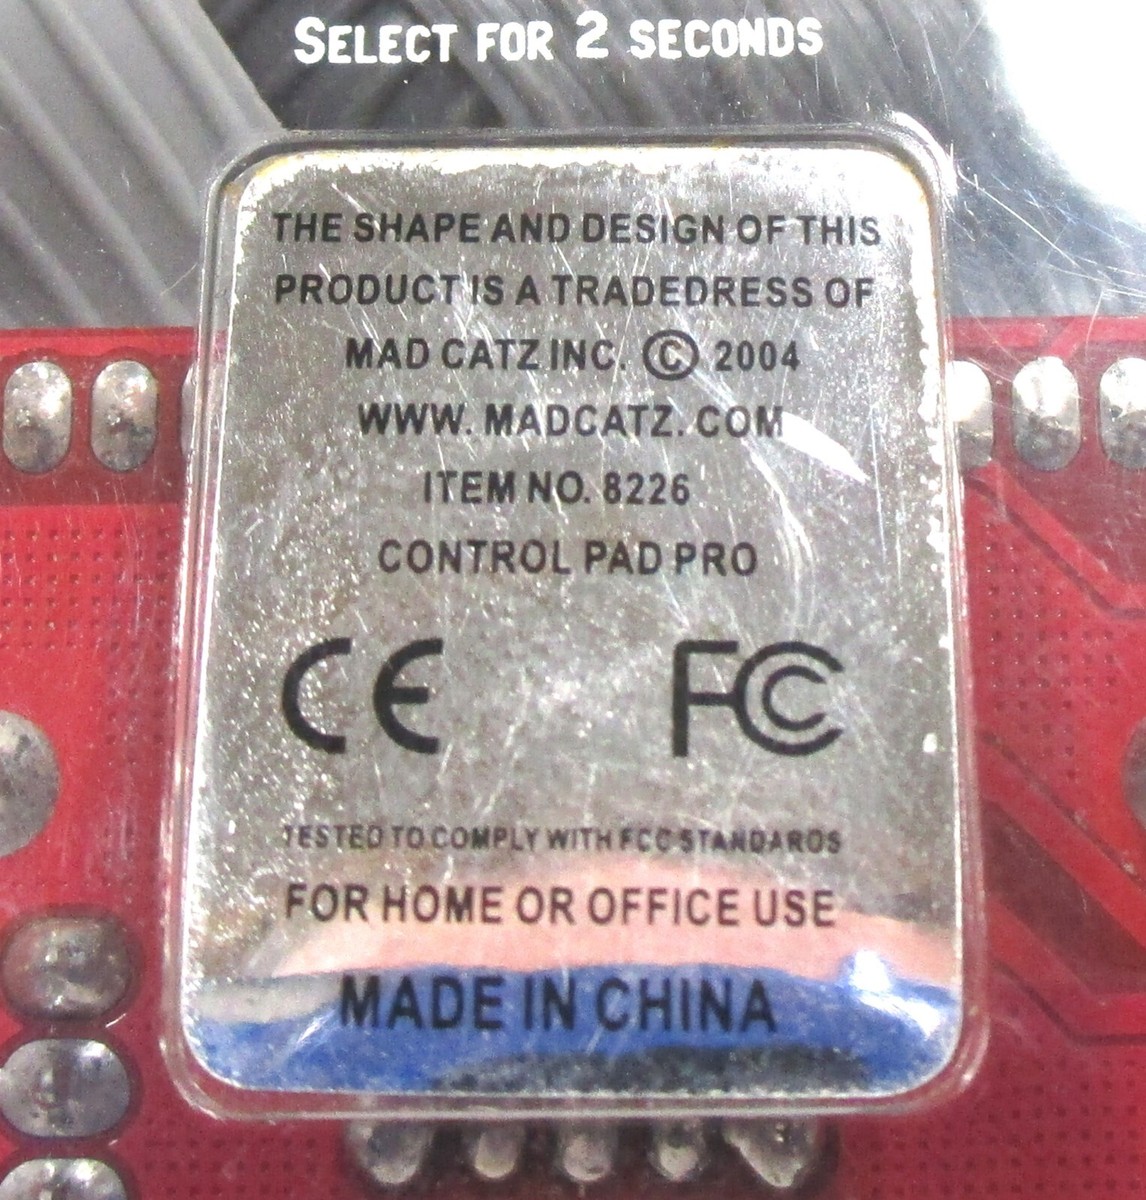 SELECT FOR 2 SECONDS
THE SHAPE AND DESIGN OF THIS
PRODUCT IS A TRADEDRESS OF
MAD CATZ INC. © 2004
WWW. MADCATZ. COM
ITEM NO. 8226
CONTROL PAD PRO
CE FC
TESTED TO COMPLY WITH FCC STANDARDS
FOR HOME OR OFFICE USE
MADE IN CHINA